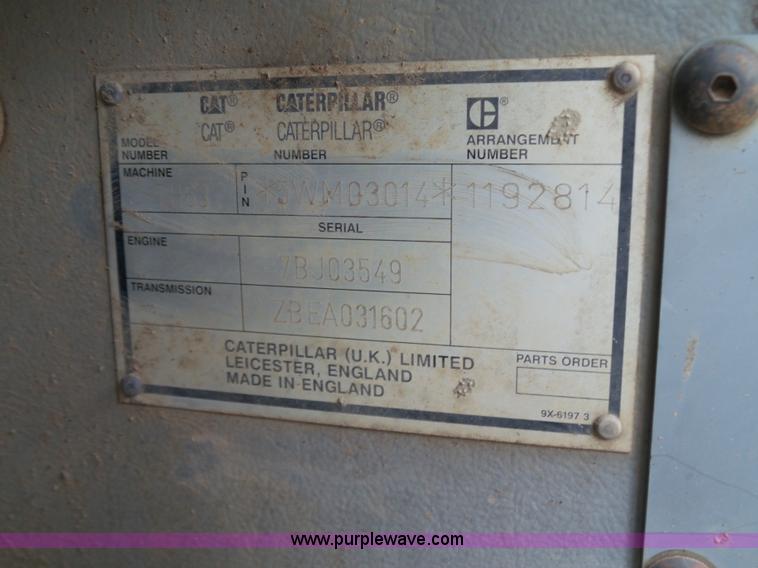 CAT® CATERPILLAR®
CAT® CATERPILLAR®
MODEL NUMBER
NUMBER
ARRANGEMENT NUMBER
MACHINE
PIN
1192814
SERIAL
ENGINE
7BJ03549
TRANSMISSION
ZBEA031602
CATERPILLAR (U.K.) LIMITED
LEICESTER, ENGLAND
MADE IN ENGLAND
PARTS ORDER
9X-6197 3
www.purplewave.com